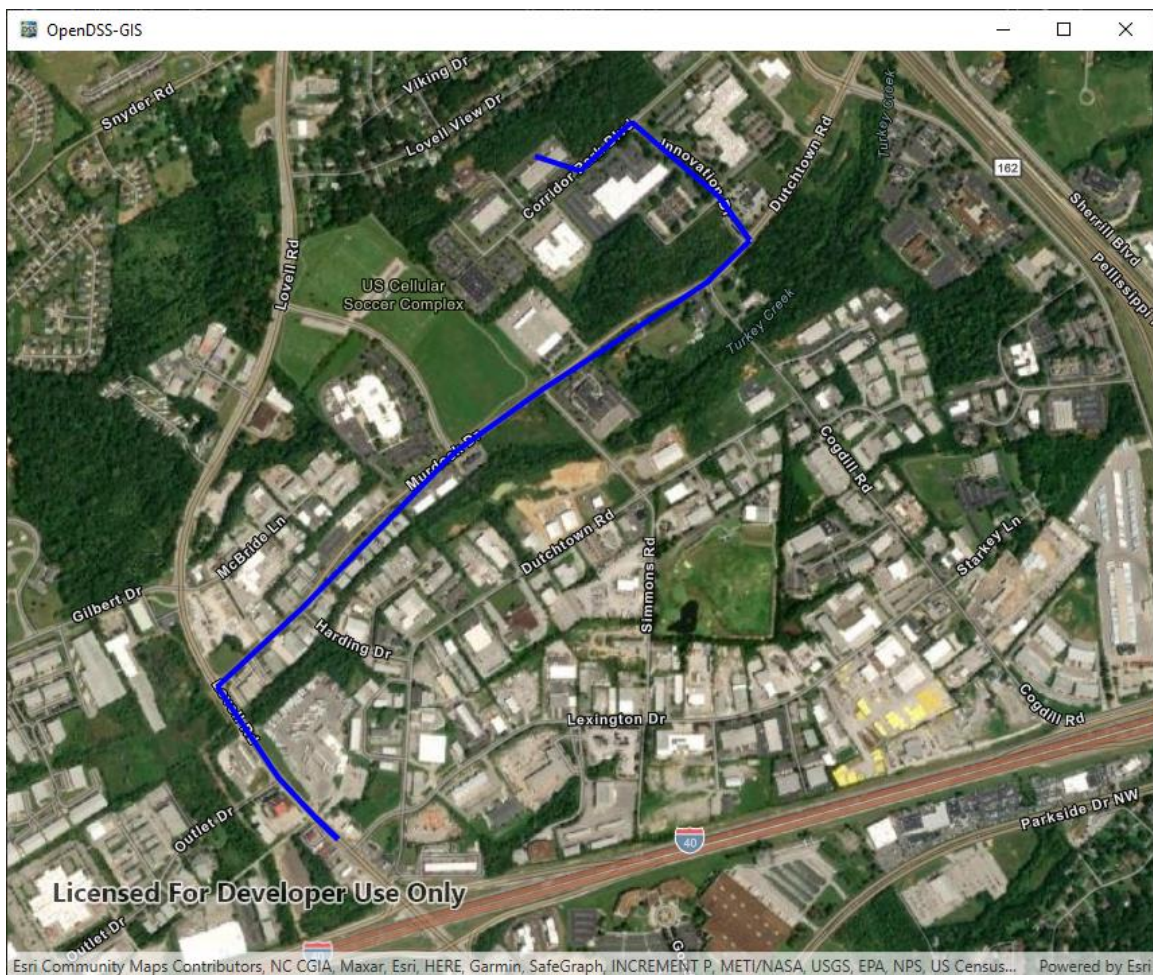 OpenDSS-GIS
Snyder Rd
Viking Dr
Lovell View Dr
Turkey Creek
162
Corridor Park Blvd
Innovation Dr
Dutchtown Rd
Sherrill Blvd
Lovell Rd
Pellissippi
US Cellular
Soccer Complex
Turkey Creek
Murdock Dr
Cogdill Rd
McBride Ln
Dutchtown Rd
Starkey Ln
Simmons Rd
Gilbert Dr
Harding Dr
Lovell Rd
Cogdill Rd
Lexington Dr
Outlet Dr
Parkside Dr NW
40
Licensed For Developer Use Only
Outlet Dr
40
Go
Esri Community Maps Contributors, NC CGIA, Maxar, Esri, HERE, Garmin, SafeGraph, INCREMENT P, METI/NASA, USGS, EPA, NPS, US Census... Powered by Esri